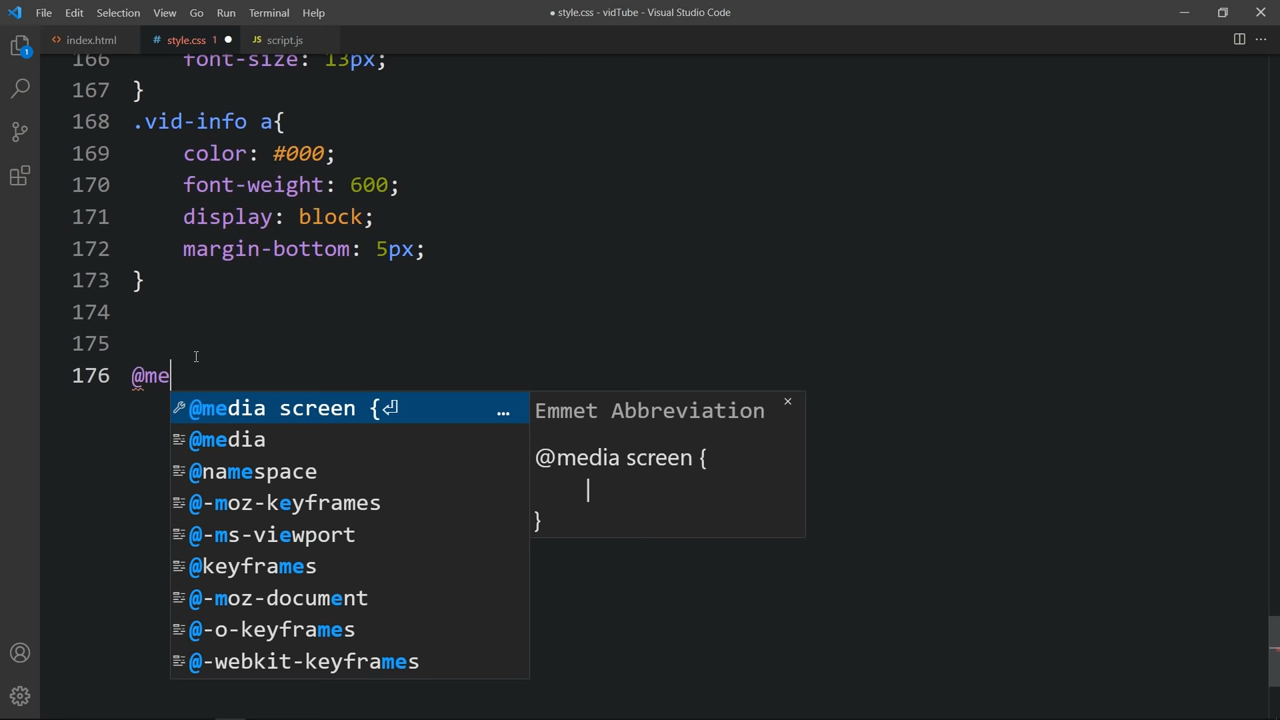 File Edit Selection View Go Run Terminal Help ● style.css - vidTube - Visual Studio Code
<> index.html # style.css 1 ● JS script.js
1
166 font-size: 13px;
167 }
168 .vid-info a{
169 color: #000;
170 font-weight: 600;
171 display: block;
172 margin-bottom: 5px;
173 }
174
175
176 @me
@media screen {⏎ ...
@media
@namespace
@-moz-keyframes
@-ms-viewport
@keyframes
@-moz-document
@-o-keyframes
@-webkit-keyframes
Emmet Abbreviation ×
@media screen {
|
}